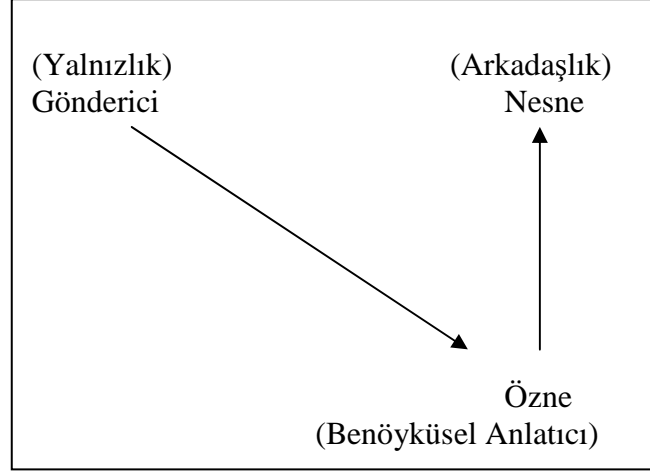 (Yalnızlık)
Gönderici
(Arkadaşlık)
Nesne
Özne
(Benöyküsel Anlatıcı)